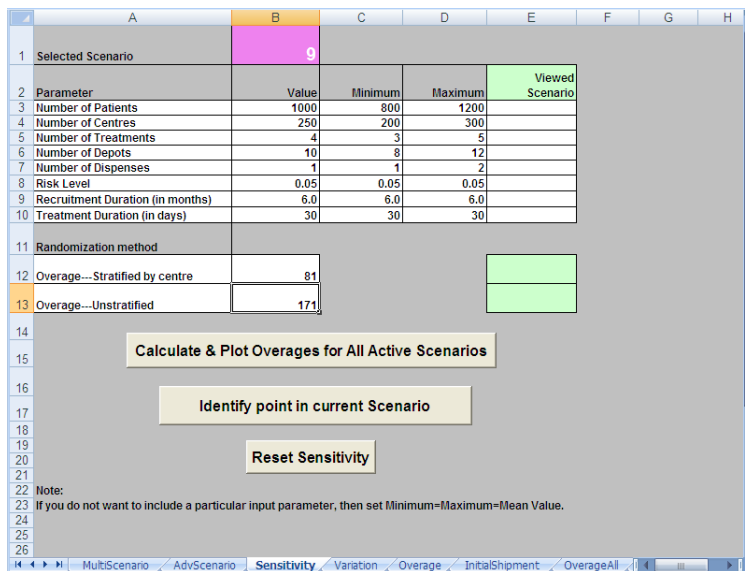 A B C D E F G H
1 Selected Scenario 9
Viewed
2 Parameter Value Minimum Maximum Scenario
3 Number of Patients 1000 800 1200
4 Number of Centres 250 200 300
5 Number of Treatments 4 3 5
6 Number of Depots 10 8 12
7 Number of Dispenses 1 1 2
8 Risk Level 0.05 0.05 0.05
9 Recruitment Duration (in months) 6.0 6.0 6.0
10 Treatment Duration (in days) 30 30 30
11 Randomization method
12 Overage---Stratified by centre 81
13 Overage---Unstratified 171
14
Calculate & Plot Overages for All Active Scenarios
15
16
Identify point in current Scenario
17
18
19
Reset Sensitivity
20
21
22 Note:
23 If you do not want to include a particular input parameter, then set Minimum=Maximum=Mean Value.
24
25
26
MultiScenario AdvScenario Sensitivity Variation Overage InitialShipment OverageAll